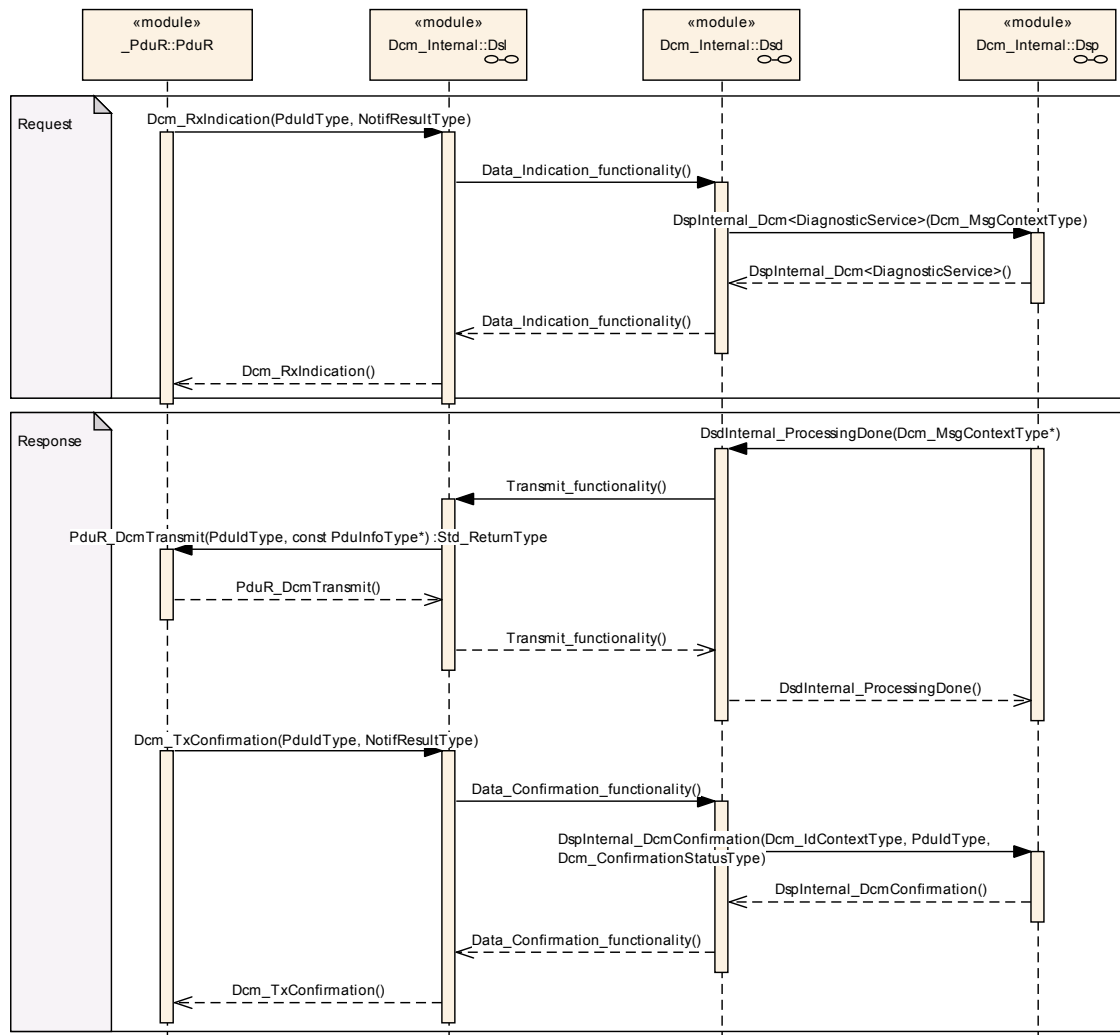 «module»
_PduR::PduR
«module»
Dcm_Internal::Dsl
«module»
Dcm_Internal::Dsd
«module»
Dcm_Internal::Dsp
Request
Dcm_RxIndication(PduIdType, NotifResultType)
Data_Indication_functionality()
DspInternal_Dcm<DiagnosticService>(Dcm_MsgContextType)
DspInternal_Dcm<DiagnosticService>()
Data_Indication_functionality()
Dcm_RxIndication()
Response
DsdInternal_ProcessingDone(Dcm_MsgContextType*)
Transmit_functionality()
PduR_DcmTransmit(PduIdType, const PduInfoType*) :Std_ReturnType
PduR_DcmTransmit()
Transmit_functionality()
DsdInternal_ProcessingDone()
Dcm_TxConfirmation(PduIdType, NotifResultType)
Data_Confirmation_functionality()
DspInternal_DcmConfirmation(Dcm_IdContextType, PduIdType,
Dcm_ConfirmationStatusType)
DspInternal_DcmConfirmation()
Data_Confirmation_functionality()
Dcm_TxConfirmation()